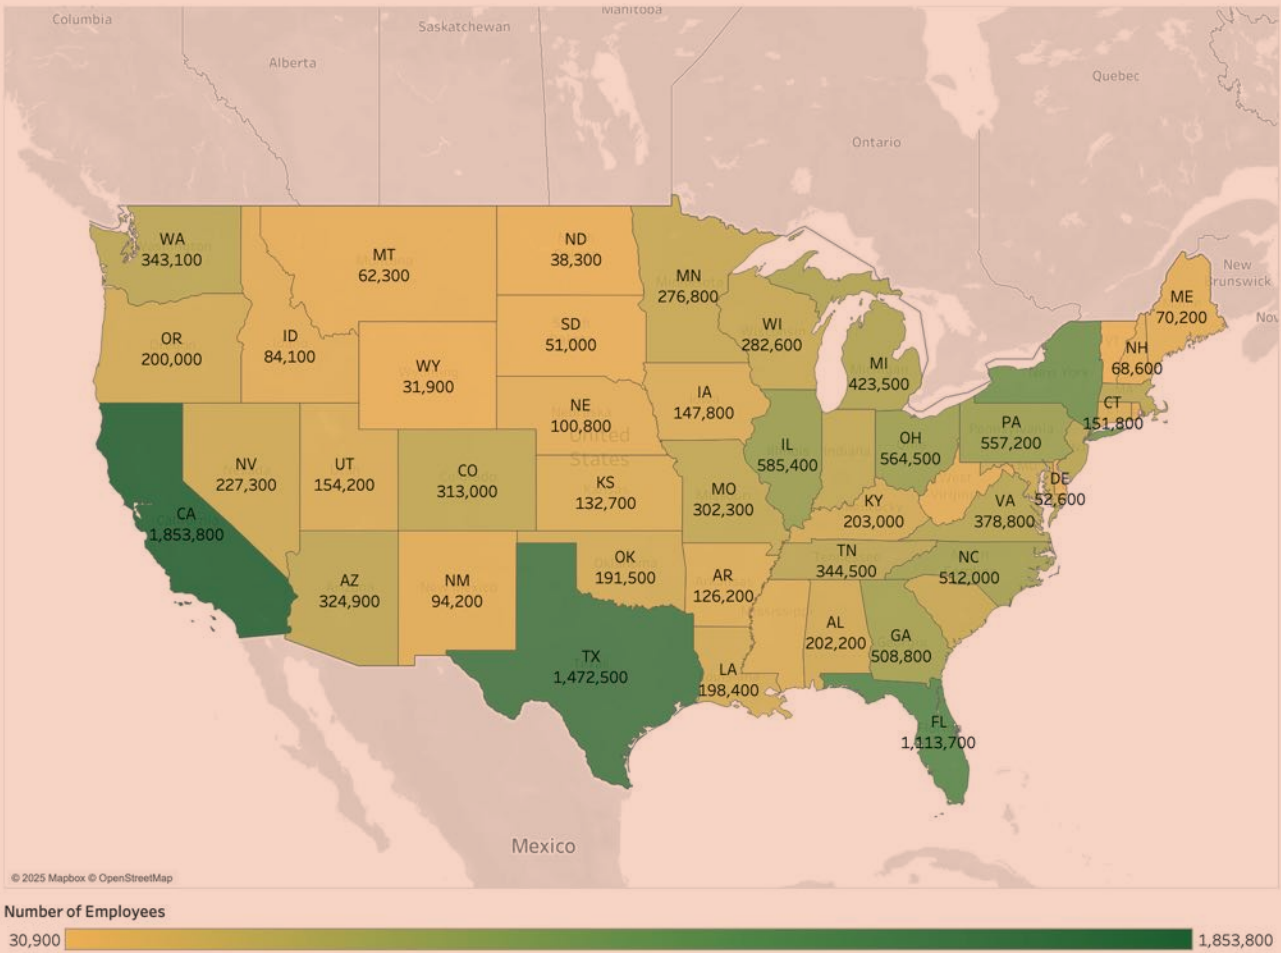 Manitoba
Columbia
Saskatchewan
Alberta
Quebec
Ontario
WA
343,100
MT
62,300
ND
38,300
MN
276,800
New
Brunswick
ME
70,200
OR
200,000
ID
84,100
SD
51,000
WI
282,600
NH
68,600
WY
31,900
MI
423,500
NE
100,800
IA
147,800
CT
151,800
United
States
PA
557,200
IL
585,400
OH
564,500
NV
227,300
UT
154,200
CO
313,000
KS
132,700
MO
302,300
DE
52,600
KY
203,000
VA
378,800
CA
1,853,800
TN
344,500
NC
512,000
AZ
324,900
NM
94,200
OK
191,500
AR
126,200
AL
202,200
GA
508,800
TX
1,472,500
LA
198,400
FL
1,113,700
Mexico
© 2025 Mapbox © OpenStreetMap
Number of Employees
30,900
1,853,800